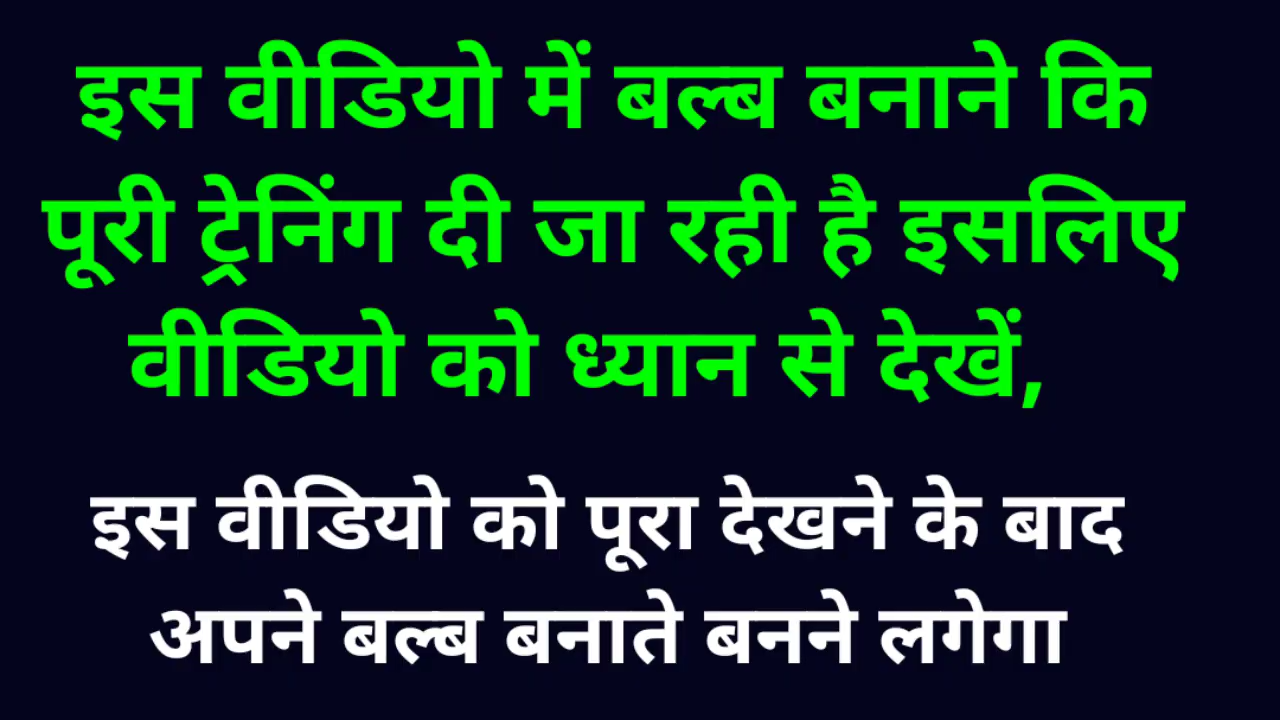 इस वीडियो में बल्ब बनाने कि
पूरी ट्रेनिंग दी जा रही है इसलिए
वीडियो को ध्यान से देखें,
इस वीडियो को पूरा देखने के बाद
अपने बल्ब बनाते बनने लगेगा